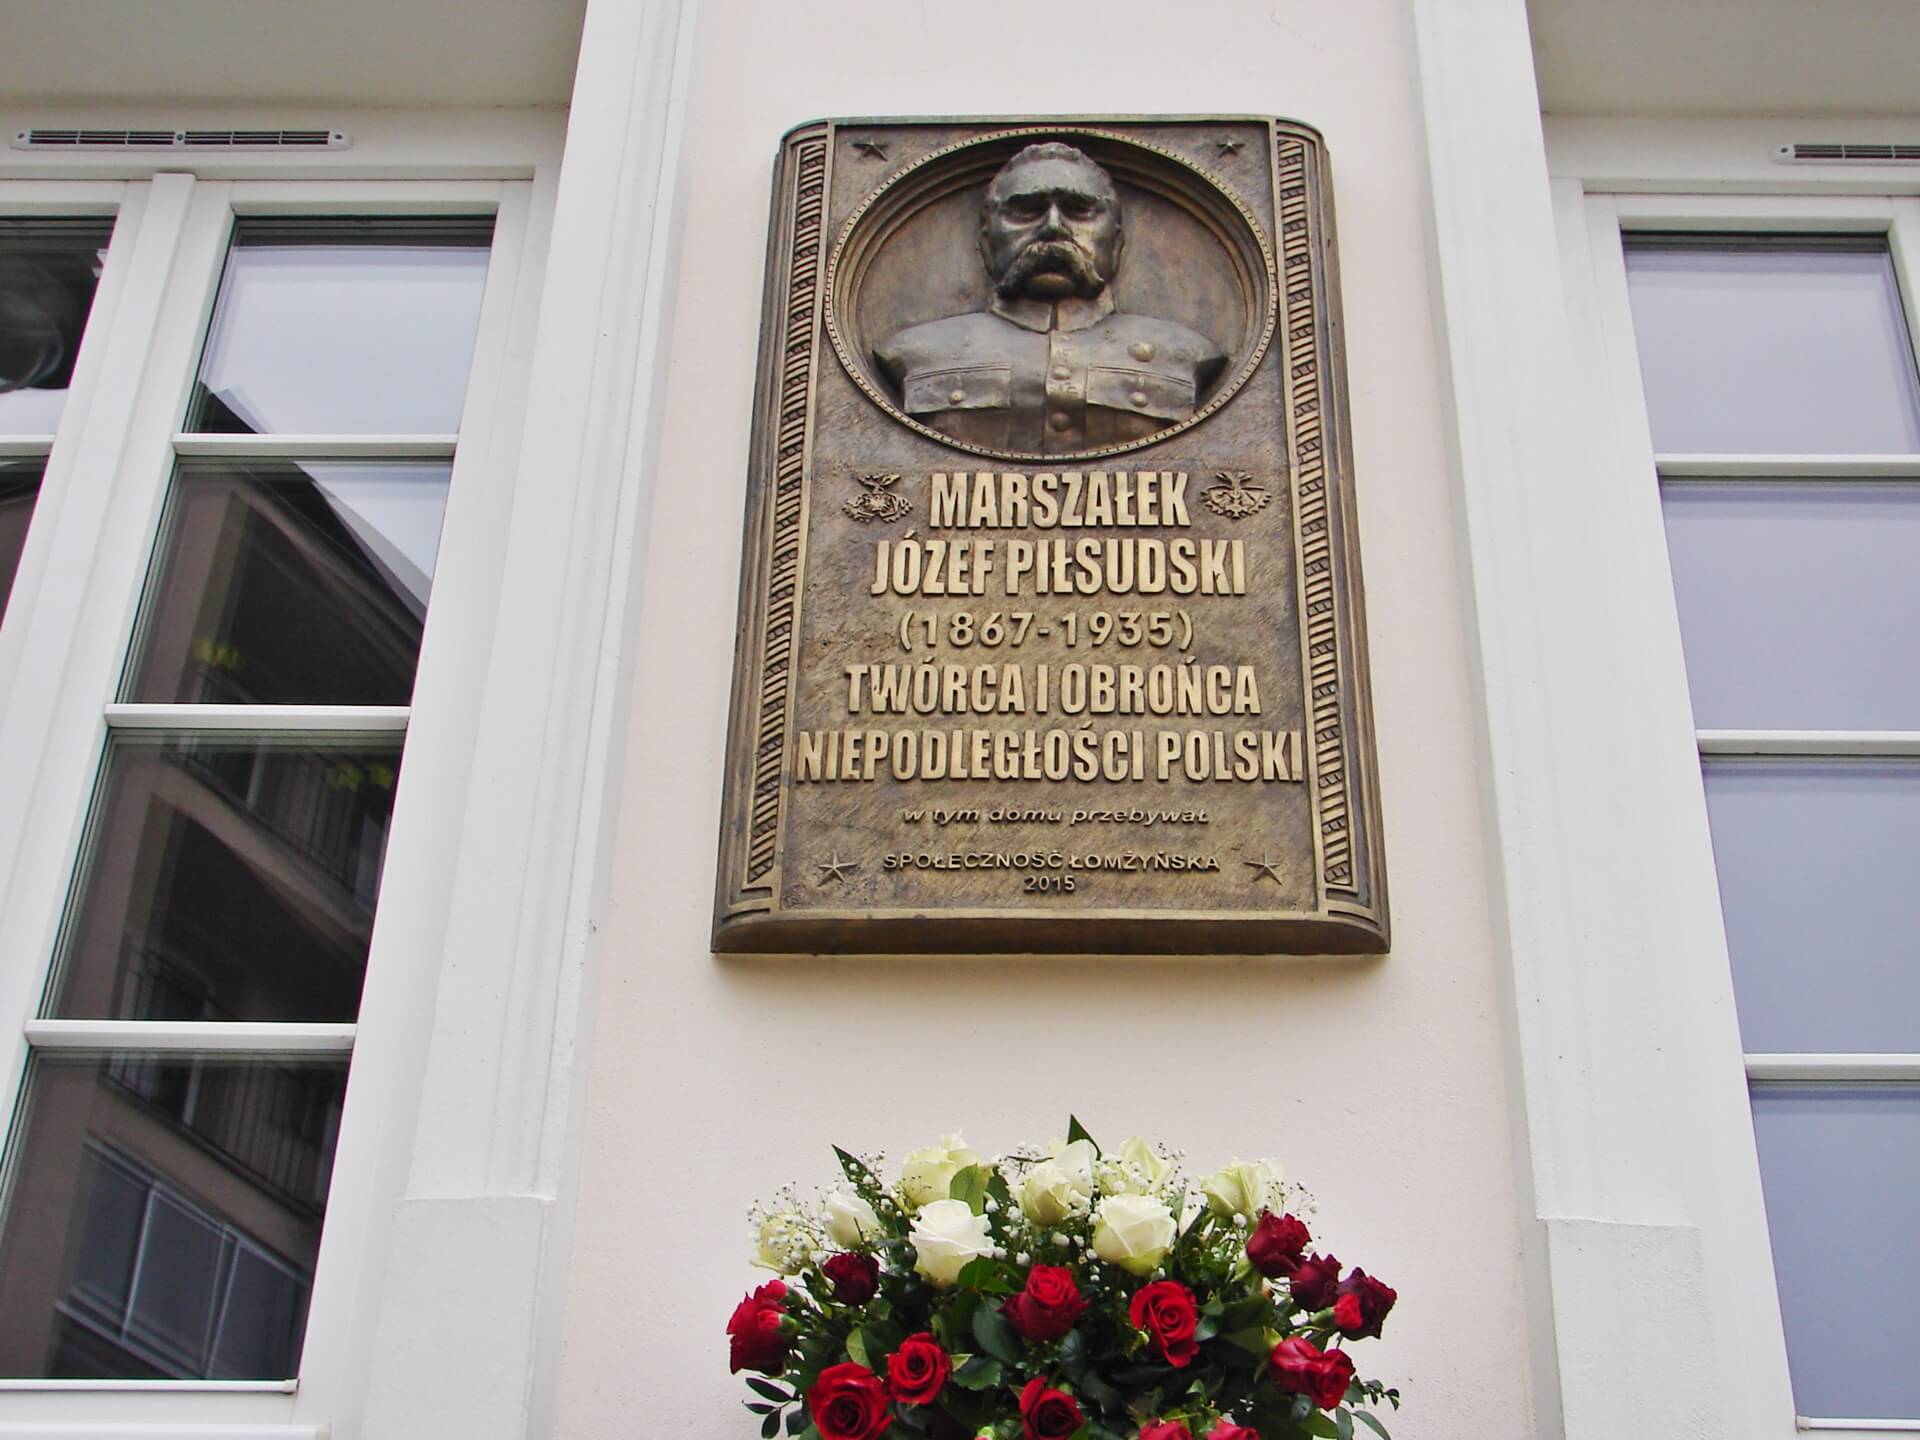 MARSZAŁEK
JÓZEF PIŁSUDSKI
(1867-1935)
TWÓRCA I OBROŃCA
NIEPODLEGŁOŚCI POLSKI
w tym domu przebywał
SPOŁECZNOŚĆ ŁOMŻYŃSKA
2015